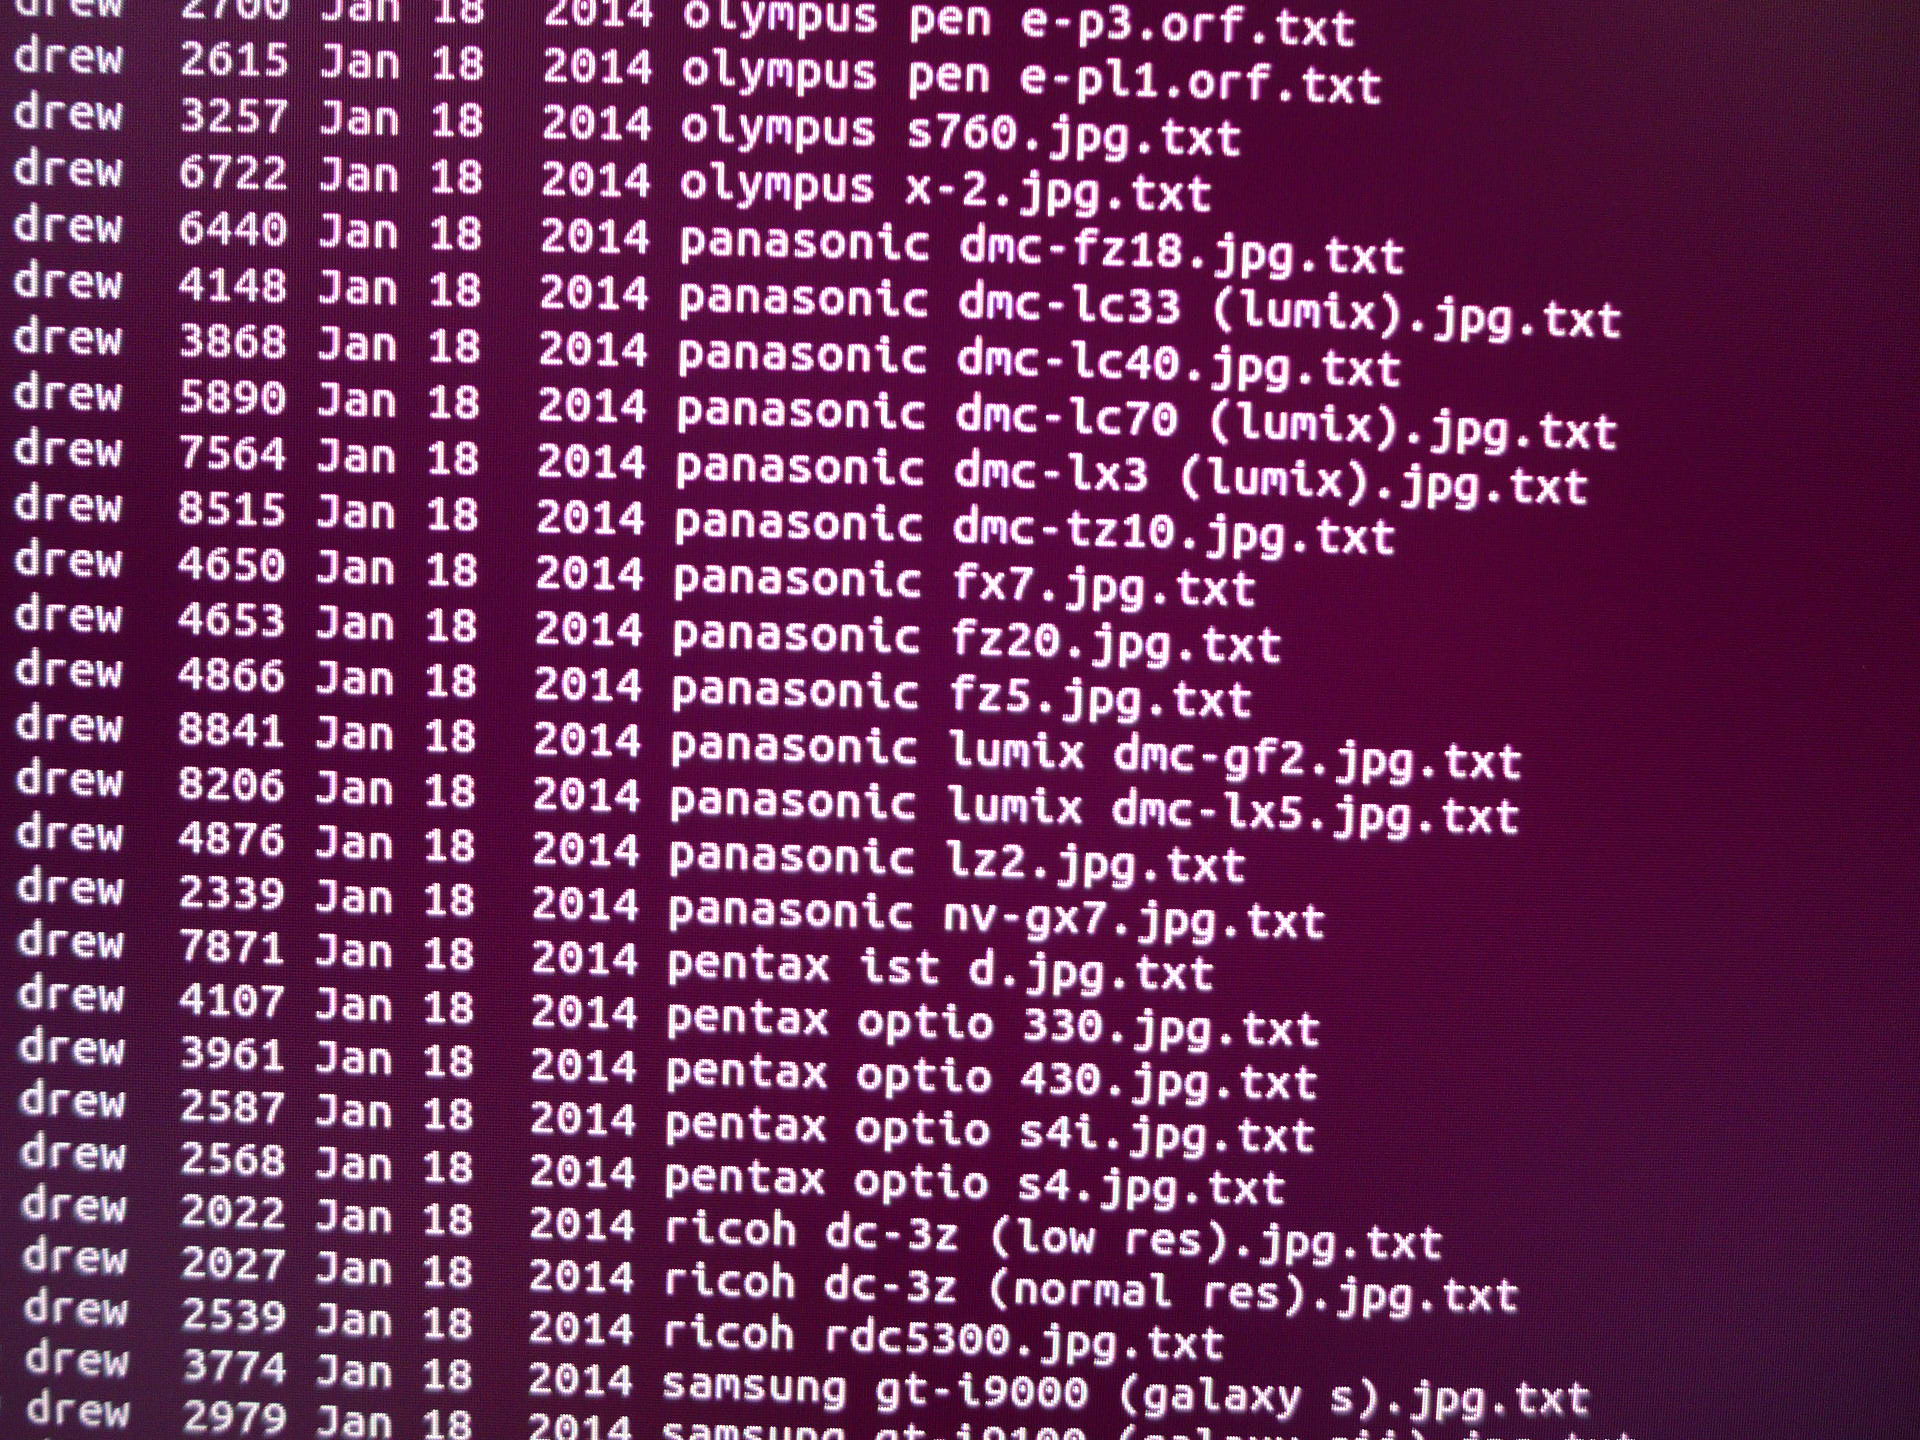 drew 2700 Jan 18 2014 olympus pen e-p3.orf.txt
drew 2615 Jan 18 2014 olympus pen e-pl1.orf.txt
drew 3257 Jan 18 2014 olympus s760.jpg.txt
drew 6722 Jan 18 2014 olympus x-2.jpg.txt
drew 6440 Jan 18 2014 panasonic dmc-fz18.jpg.txt
drew 4148 Jan 18 2014 panasonic dmc-lc33 (lumix).jpg.txt
drew 3868 Jan 18 2014 panasonic dmc-lc40.jpg.txt
drew 5890 Jan 18 2014 panasonic dmc-lc70 (lumix).jpg.txt
drew 7564 Jan 18 2014 panasonic dmc-lx3 (lumix).jpg.txt
drew 8515 Jan 18 2014 panasonic dmc-tz10.jpg.txt
drew 4650 Jan 18 2014 panasonic fx7.jpg.txt
drew 4653 Jan 18 2014 panasonic fz20.jpg.txt
drew 4866 Jan 18 2014 panasonic fz5.jpg.txt
drew 8841 Jan 18 2014 panasonic lumix dmc-gf2.jpg.txt
drew 8206 Jan 18 2014 panasonic lumix dmc-lx5.jpg.txt
drew 4876 Jan 18 2014 panasonic lz2.jpg.txt
drew 2339 Jan 18 2014 panasonic nv-gx7.jpg.txt
drew 7871 Jan 18 2014 pentax ist d.jpg.txt
drew 4107 Jan 18 2014 pentax optio 330.jpg.txt
drew 3961 Jan 18 2014 pentax optio 430.jpg.txt
drew 2587 Jan 18 2014 pentax optio s4i.jpg.txt
drew 2568 Jan 18 2014 pentax optio s4.jpg.txt
drew 2022 Jan 18 2014 ricoh dc-3z (low res).jpg.txt
drew 2027 Jan 18 2014 ricoh dc-3z (normal res).jpg.txt
drew 2539 Jan 18 2014 ricoh rdc5300.jpg.txt
drew 3774 Jan 18 2014 samsung gt-i9000 (galaxy s).jpg.txt
drew 2979 Jan 18 2014 samsung gt-i9100 (galaxy sii).jpg.txt